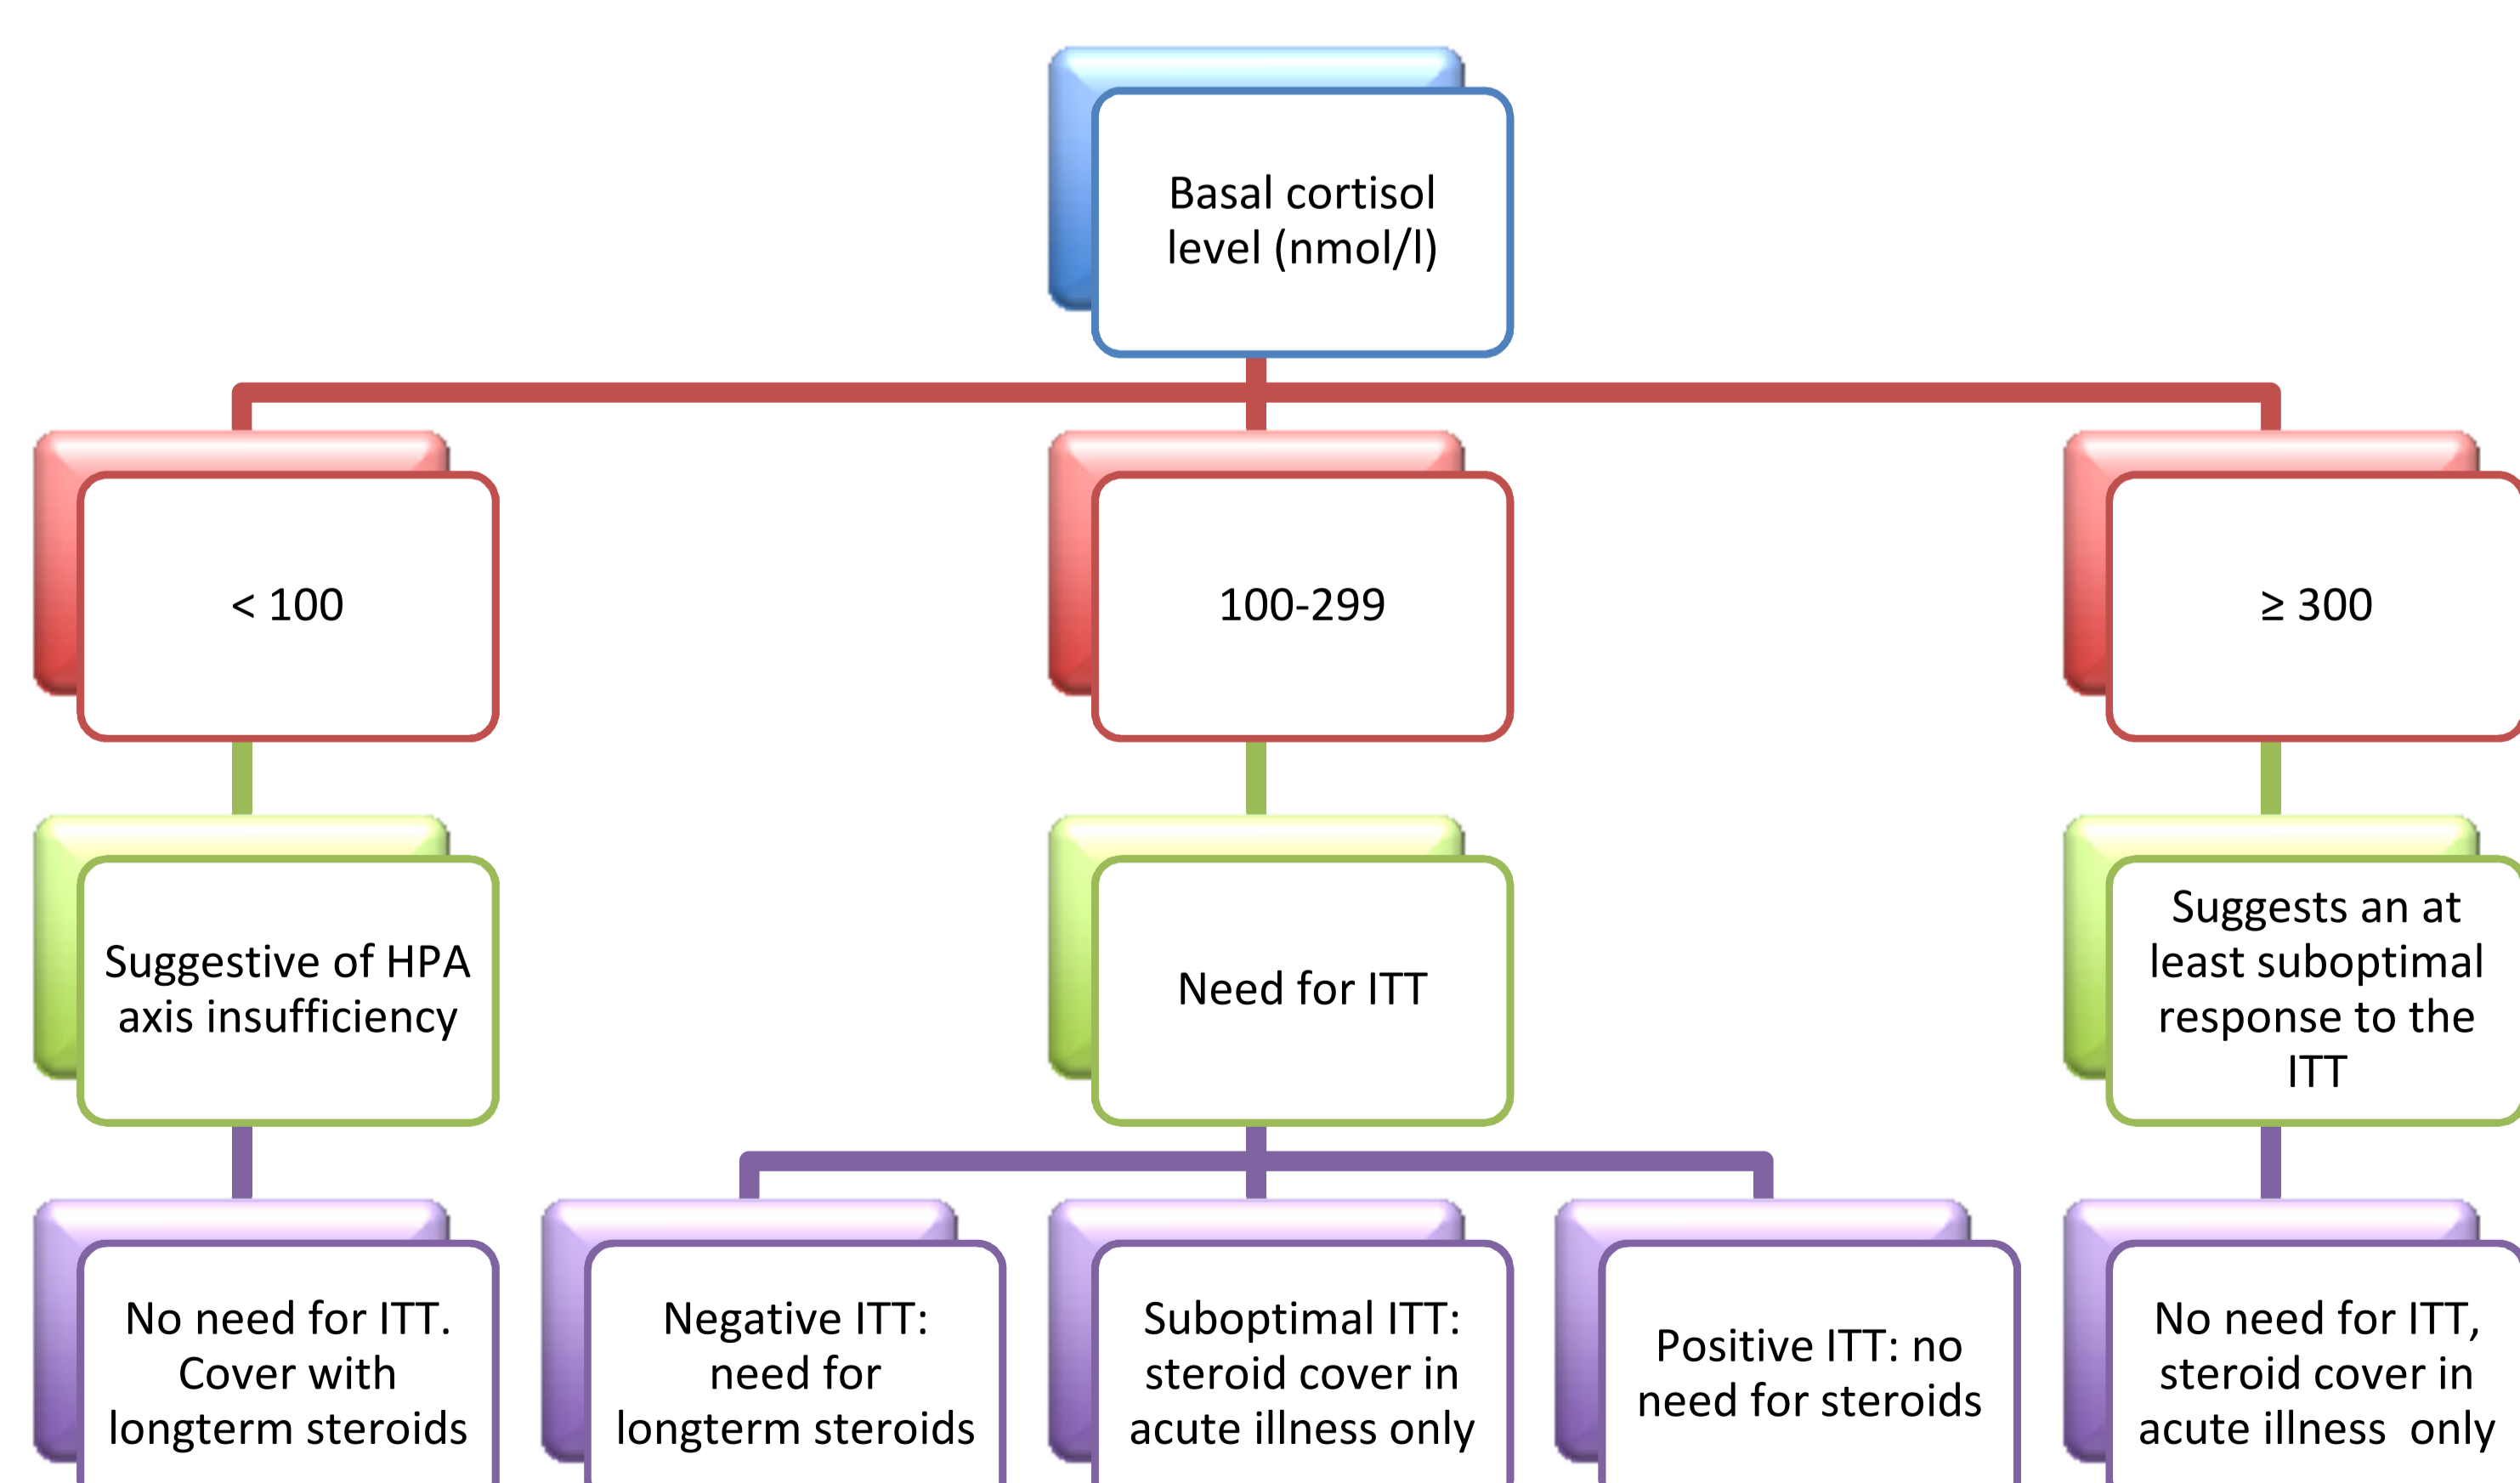 Basal cortisol
level (nmol/l)
< 100
100-299
≥ 300
Suggestive of HPA
axis insufficiency
Need for ITT
Suggests an at
least suboptimal
response to the
ITT
No need for ITT.
Cover with
longterm steroids
Negative ITT:
need for
longterm steroids
Suboptimal ITT:
steroid cover in
acute illness only
Positive ITT: no
need for steroids
No need for ITT,
steroid cover in
acute illness only